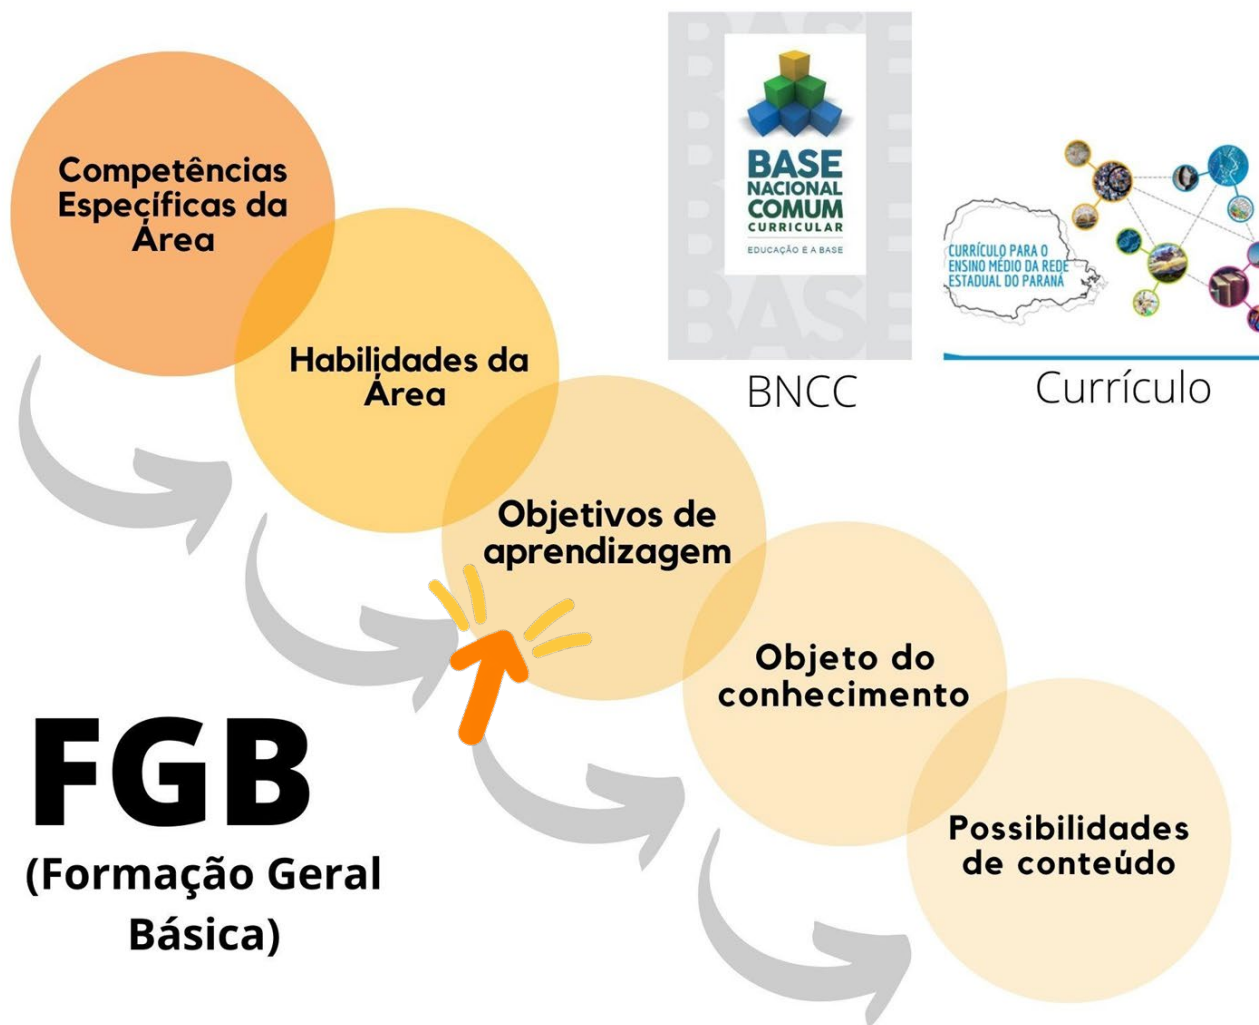 Competências
Específicas da
Área
Habilidades da
Área
Objetivos de
aprendizagem
Objeto do
conhecimento
Possibilidades
de conteúdo
BASE
NACIONAL
COMUM
CURRICULAR
EDUCAÇÃO É A BASE
BNCC
CURRÍCULO PARA O
ENSINO MÉDIO DA REDE
ESTADUAL DO PARANÁ
Currículo
FGB
(Formação Geral
Básica)